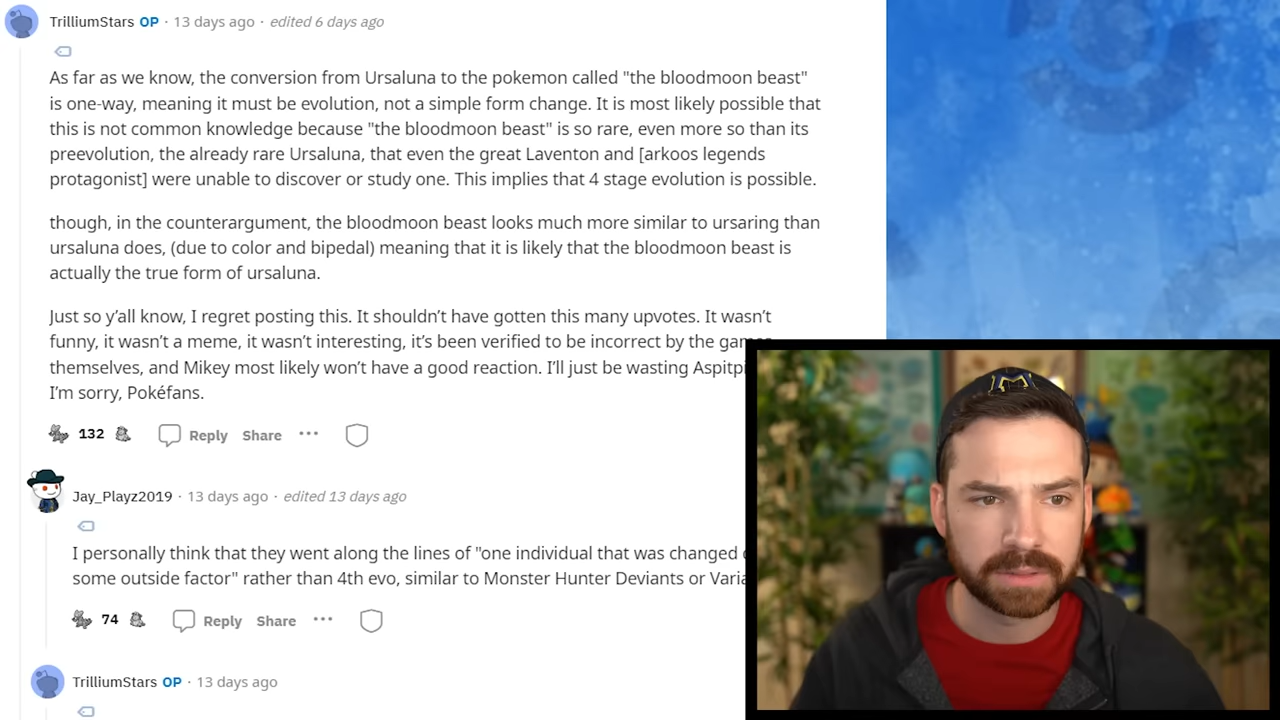 TrilliumStars OP · 13 days ago · edited 6 days ago
As far as we know, the conversion from Ursaluna to the pokemon called "the bloodmoon beast"
is one-way, meaning it must be evolution, not a simple form change. It is most likely possible that
this is not common knowledge because "the bloodmoon beast" is so rare, even more so than its
preevolution, the already rare Ursaluna, that even the great Laventon and [arkoos legends
protagonist] were unable to discover or study one. This implies that 4 stage evolution is possible.
though, in the counterargument, the bloodmoon beast looks much more similar to ursaring than
ursaluna does, (due to color and bipedal) meaning that it is likely that the bloodmoon beast is
actually the true form of ursaluna.
Just so y’all know, I regret posting this. It shouldn’t have gotten this many upvotes. It wasn’t
funny, it wasn’t a meme, it wasn’t interesting, it’s been verified to be incorrect by the games
themselves, and Mikey most likely won’t have a good reaction. I’ll just be wasting
I’m sorry, Pokéfans.
132 Reply Share ···
Jay_Playz2019 · 13 days ago · edited 13 days ago
I personally think that they went along the lines of "one individual that was changed
some outside factor" rather than 4th evo, similar to Monster Hunter Deviants or
74 Reply Share ···
TrilliumStars OP · 13 days ago
M